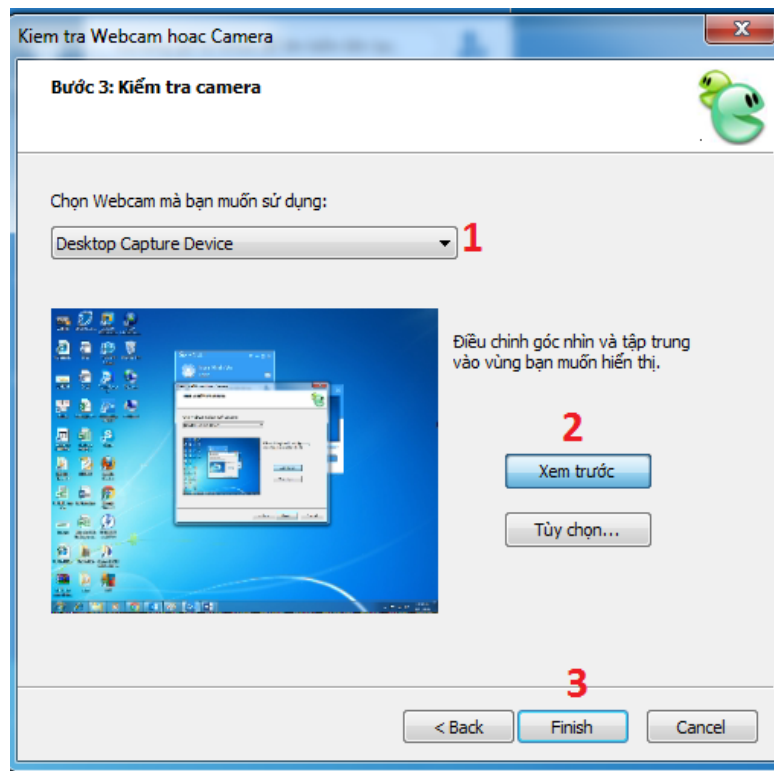 Kiem tra Webcam hoac Camera
Bước 3: Kiểm tra camera
Chọn Webcam mà bạn muốn sử dụng:
Desktop Capture Device
1
Điều chinh góc nhìn và tập trung
vào vùng bạn muốn hiển thị.
2
Xem trước
Tùy chọn...
3
< Back
Finish
Cancel